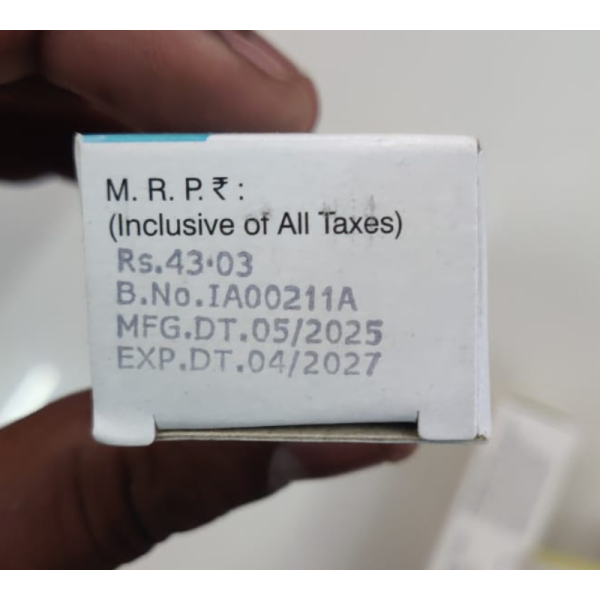 M. R. P. ₹ :
(Inclusive of All Taxes)
Rs.43·03
B.No.IA00211A
MFG.DT.05/2025
EXP.DT.04/2027